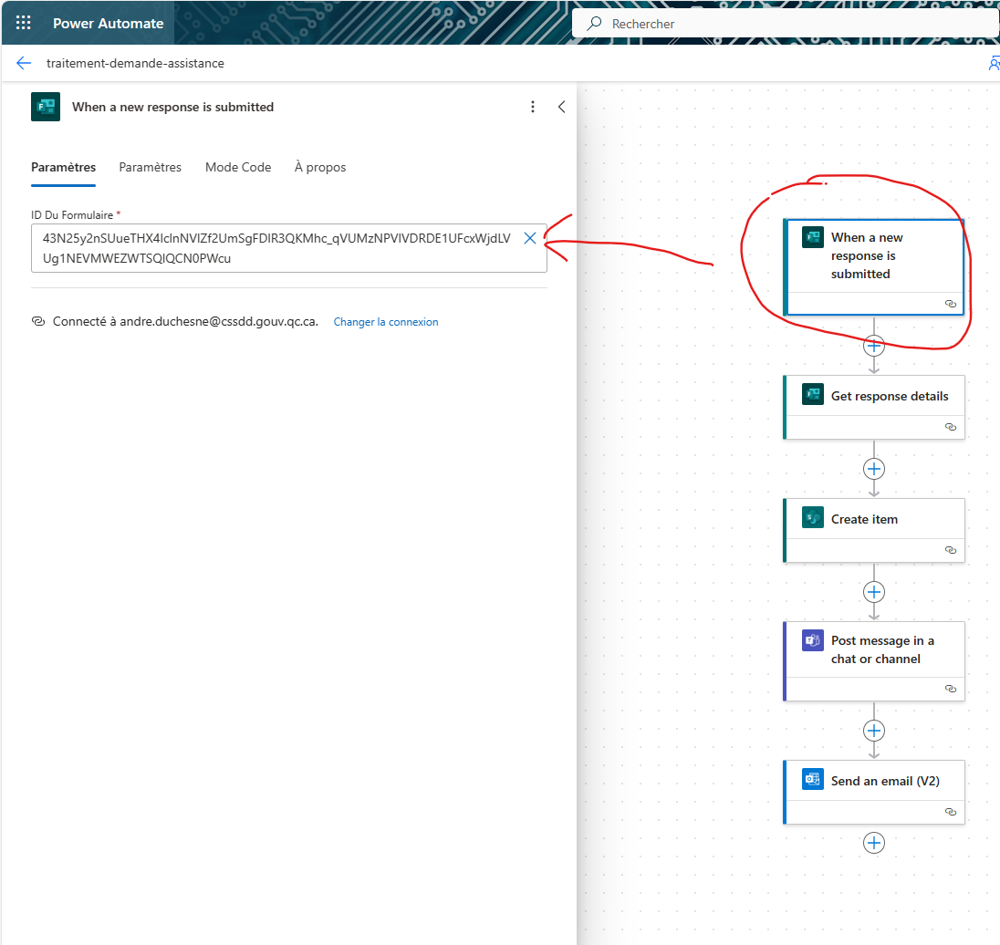 Power Automate
Rechercher
traitement-demande-assistance
When a new response is submitted
Paramètres Paramètres Mode Code À propos
ID Du Formulaire *
43N25y2nSUueTHX4lclnNVlZf2UmSgFDlR3QKMhc_qVUMzNPVlVDRDE1UFcxWjdLV
Ug1NEVMWEZWTSQlQCN0PWcu
Connecté à andre.duchesne@cssdd.gouv.qc.ca. Changer la connexion
When a new
response is
submitted
Get response details
Create item
Post message in a
chat or channel
Send an email (V2)